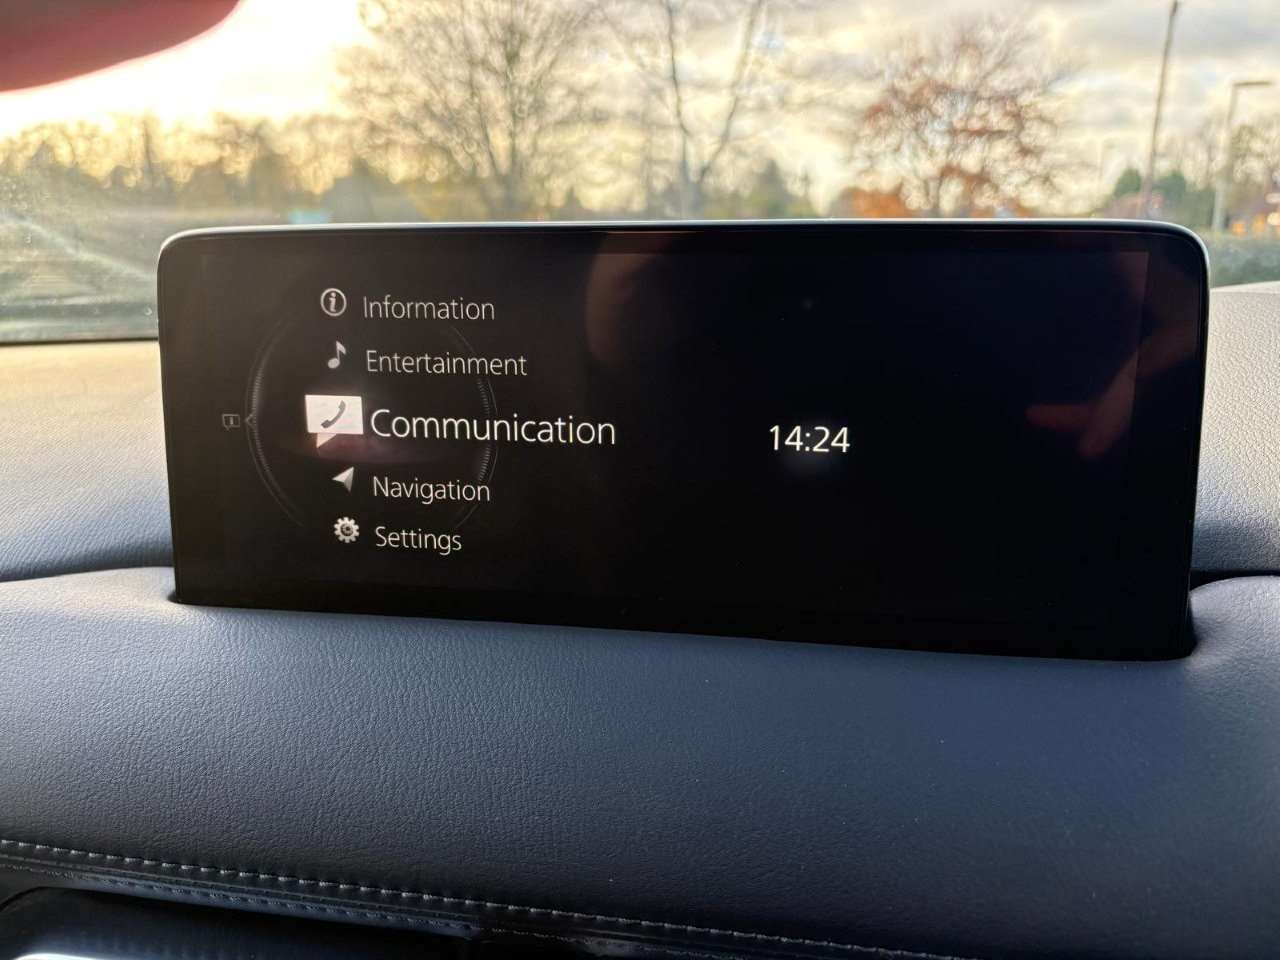 Information
Entertainment
Communication
14:24
Navigation
Settings